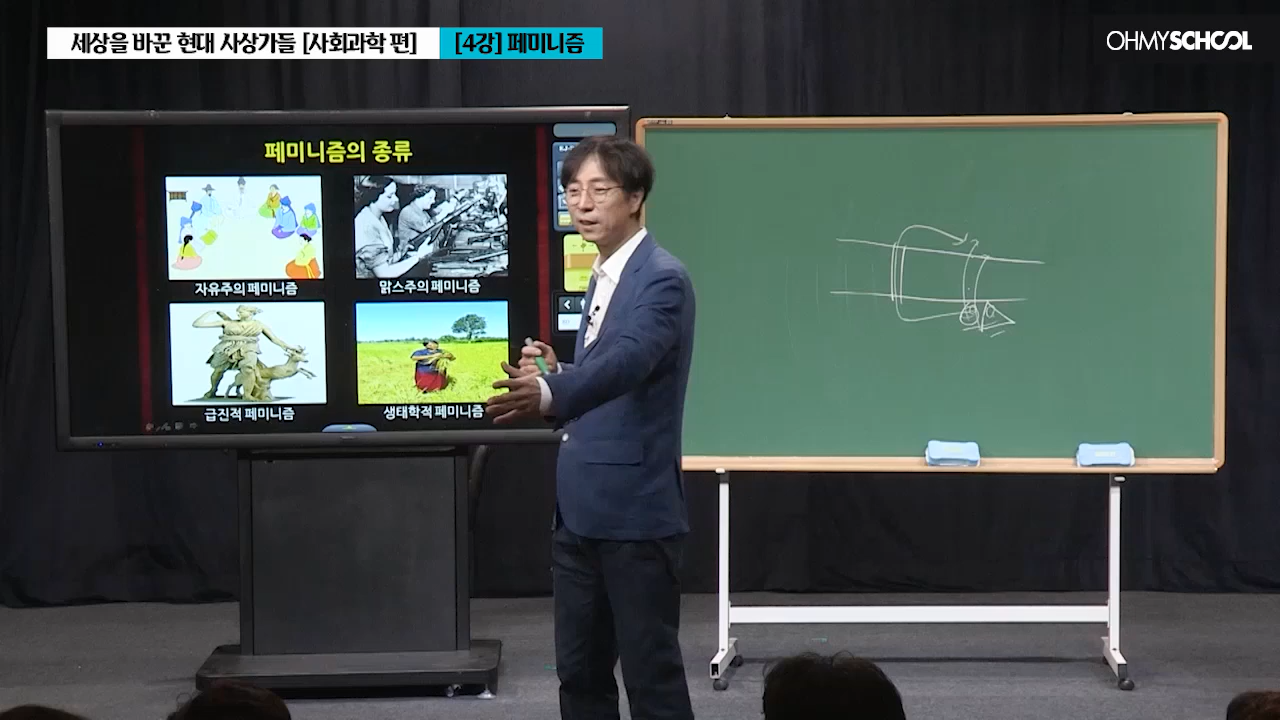 세상을 바꾼 현대 사상가들 [사회과학 편] [4강] 페미니즘
OHMYSCHOOL
페미니즘의 종류
자유주의 페미니즘
맑스주의 페미니즘
급진적 페미니즘
생태학적 페미니즘